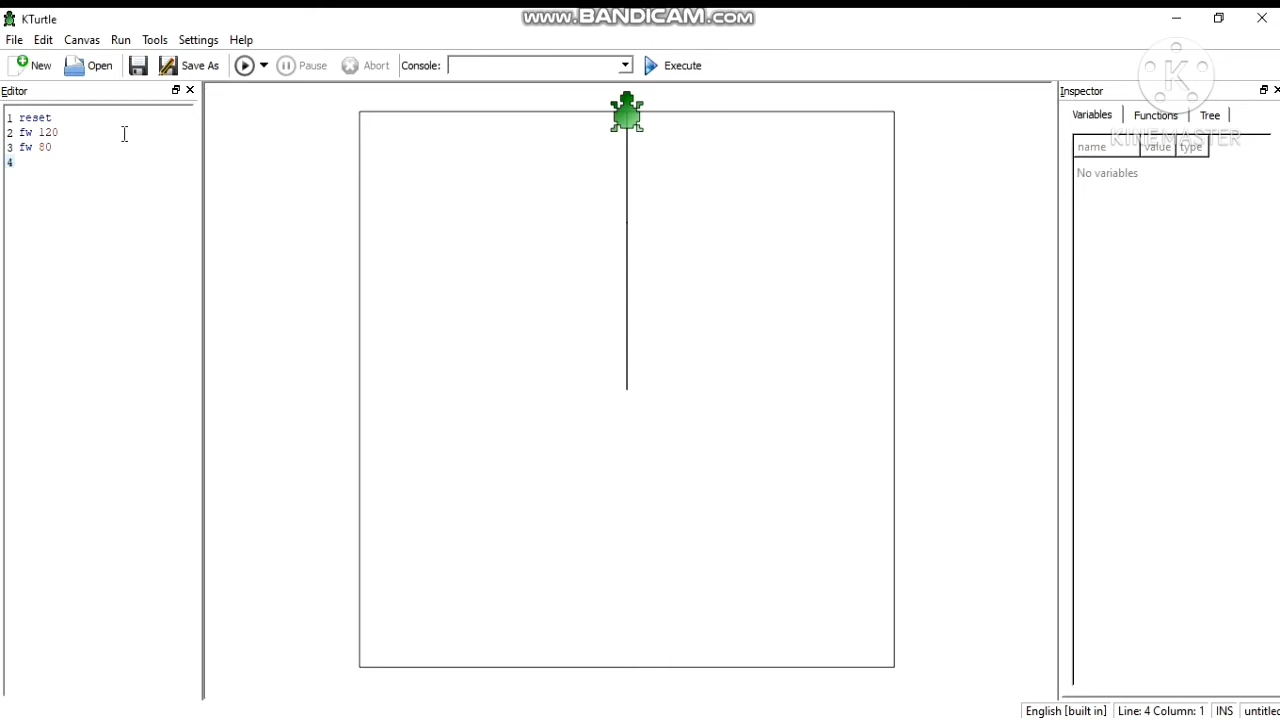 www.BANDICAM.com
KTurtle
File Edit Canvas Run Tools Settings Help
New Open Save As Pause Abort Console: Execute
Editor
1 reset
2 fw 120
3 fw 80
4
Inspector
Variables Functions Tree
K
KINEMASTER
name value type
No variables
English [built in] Line: 4 Column: 1 INS untitle